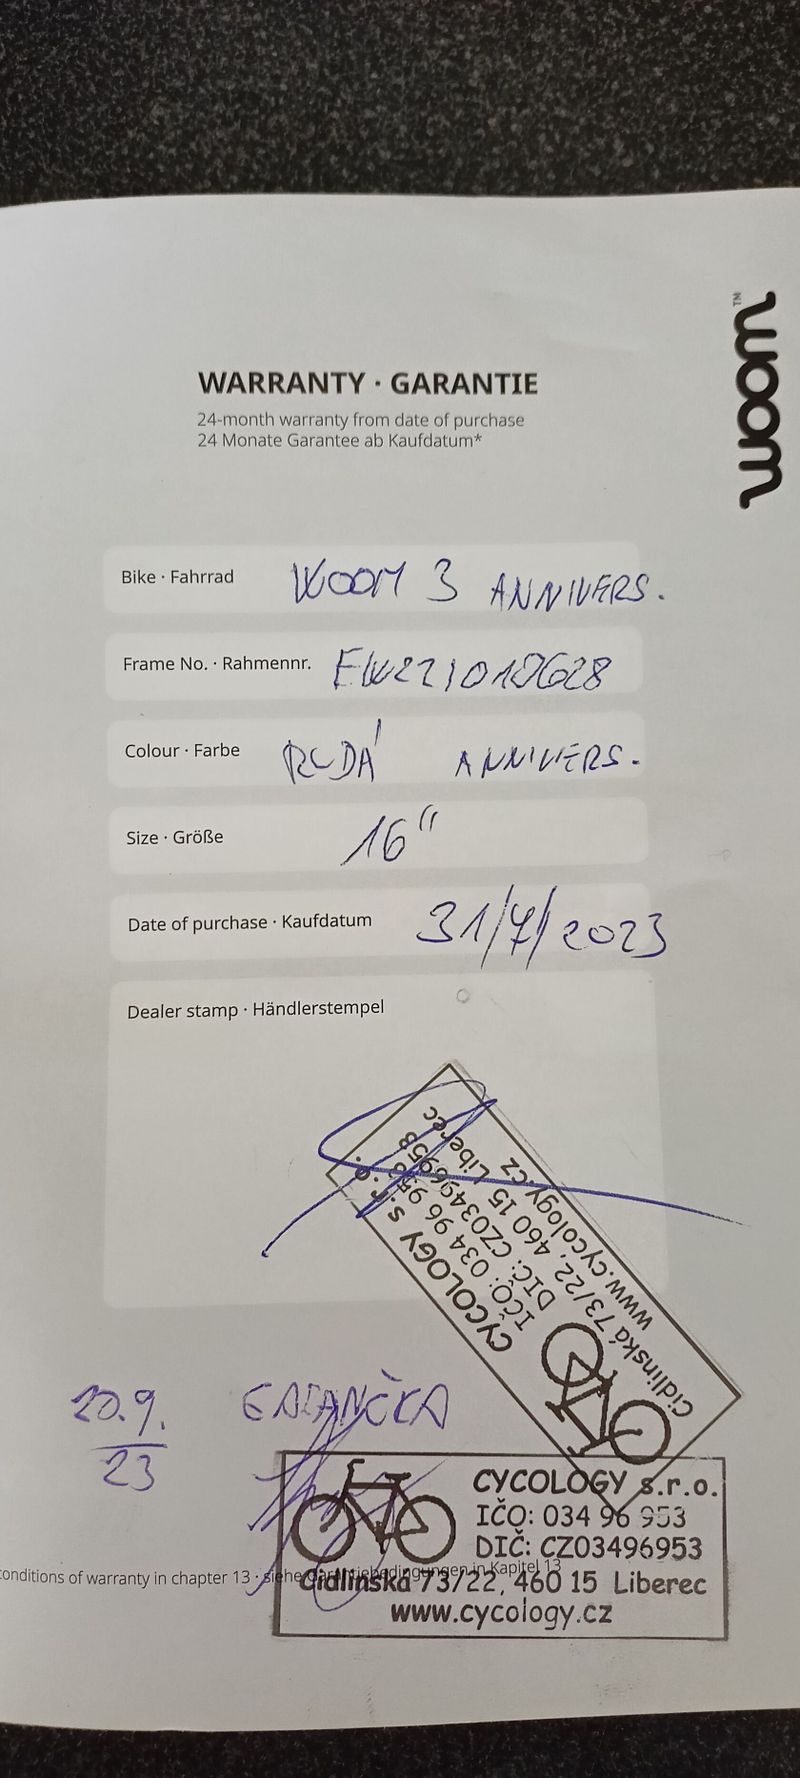 woom™
WARRANTY · GARANTIE
24-month warranty from date of purchase
24 Monate Garantee ab Kaufdatum*
Bike · Fahrrad WOOM 3 ANNIVERS.
Frame No. · Rahmennr.
Colour · Farbe ANNIVERS.
Size · Größe 16"
Date of purchase · Kaufdatum 31/7/2023
Dealer stamp · Händlerstempel
CYCOLOGY s.r.o.
IČO: 034 96 953
DIČ: CZ03496953
Cidlinská 73/22, 460 15 Liberec
www.cycology.cz
20.9.
23
CYCOLOGY s.r.o.
IČO: 034 96 953
DIČ: CZ03496953
conditions of warranty in chapter 13 · siehe Garantiebedingungen in Kapitel 13
Cidlinská 73/22, 460 15 Liberec
www.cycology.cz